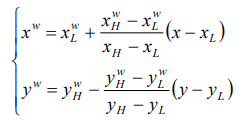 x^w = x_L^w + \frac{x_H^w - x_L^w}{x_H - x_L}(x - x_L)
y^w = y_H^w - \frac{y_H^w - y_L^w}{y_H - y_L}(y - y_L)